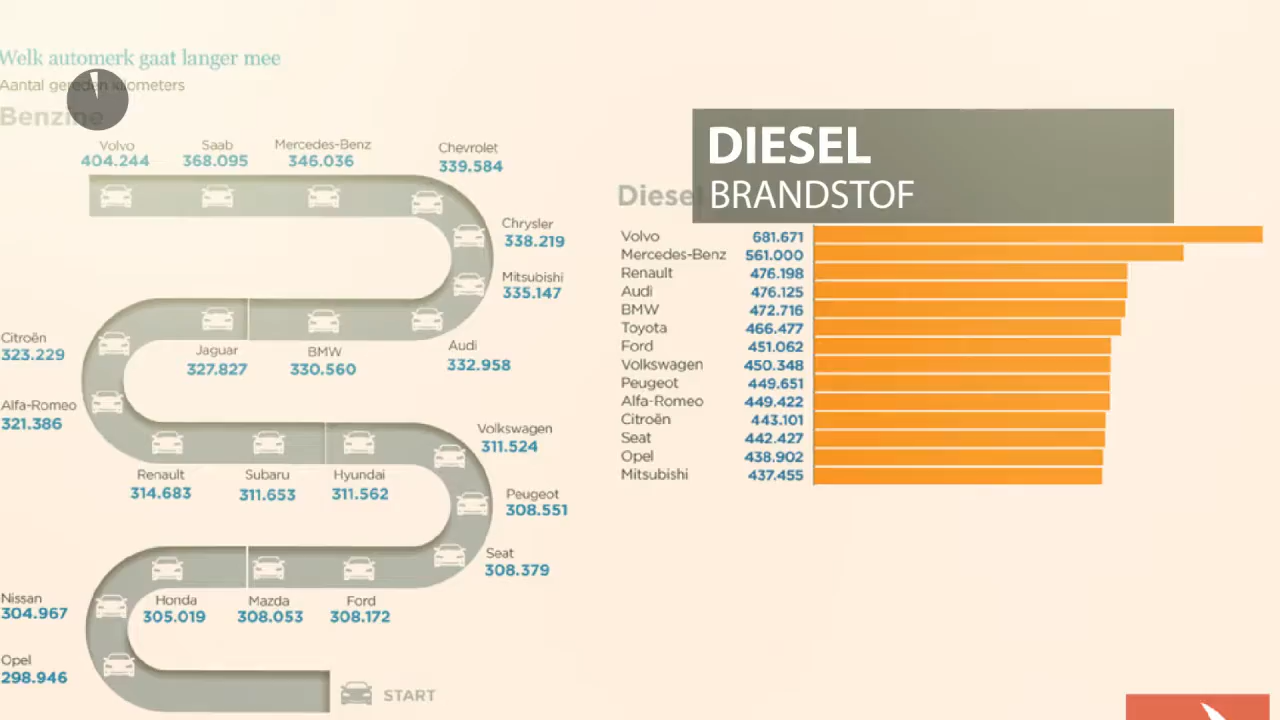 Welk automerk gaat langer mee
Aantal gereden kilometers
Benzine
Volvo
404.244
Saab
368.095
Mercedes-Benz
346.036
Chevrolet
339.584
Chrysler
338.219
Mitsubishi
335.147
Audi
332.958
BMW
330.560
Jaguar
327.827
Citroën
323.229
Alfa-Romeo
321.386
Renault
314.683
Subaru
311.653
Hyundai
311.562
Volkswagen
311.524
Peugeot
308.551
Seat
308.379
Ford
308.172
Mazda
308.053
Honda
305.019
Nissan
304.967
Opel
298.946
START
DIESEL
BRANDSTOF
Diesel
Volvo 681.671
Mercedes-Benz 561.000
Renault 476.198
Audi 476.125
BMW 472.716
Toyota 466.477
Ford 451.062
Volkswagen 450.348
Peugeot 449.651
Alfa-Romeo 449.422
Citroën 443.101
Seat 442.427
Opel 438.902
Mitsubishi 437.455